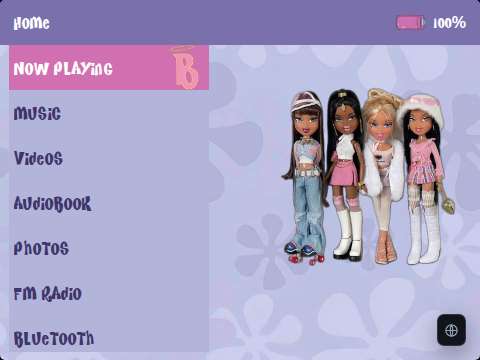 Home
100%
Now Playing
B
Music
Videos
Audiobook
Photos
FM Radio
Bluetooth